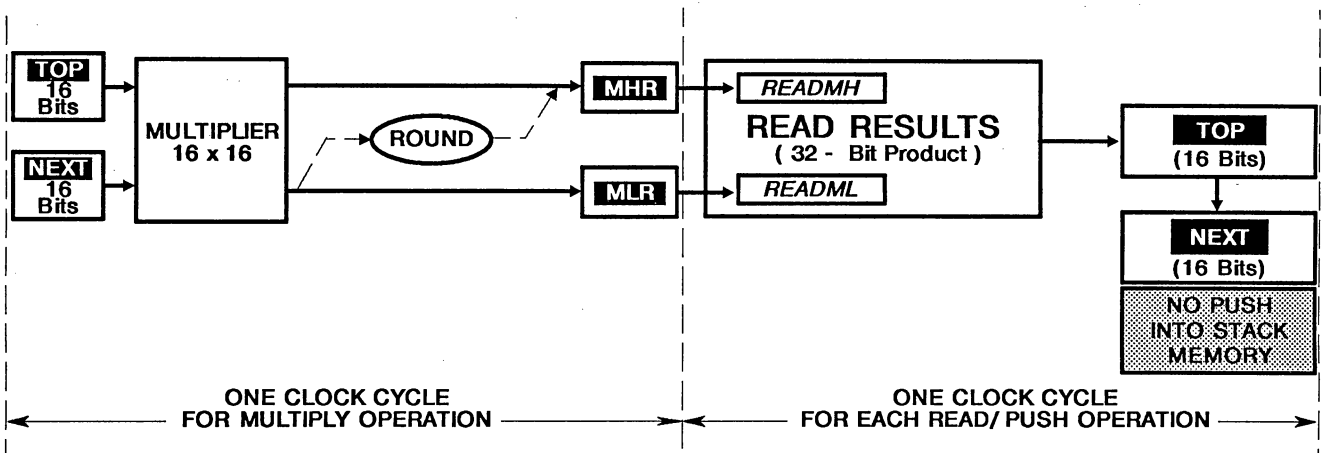 TOP
16
Bits
NEXT
16
Bits
MULTIPLIER
16 x 16
ROUND
MHR
MLR
READMH
READ RESULTS
( 32 - Bit Product )
READML
TOP
(16 Bits)
NEXT
(16 Bits)
NO PUSH
INTO STACK
MEMORY
ONE CLOCK CYCLE
FOR MULTIPLY OPERATION
ONE CLOCK CYCLE
FOR EACH READ/ PUSH OPERATION